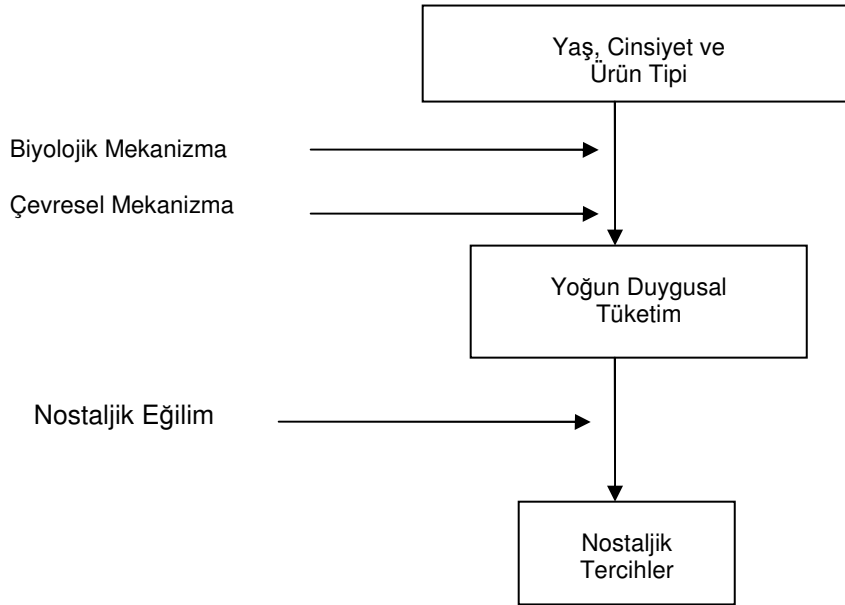 Yaş, Cinsiyet ve
Ürün Tipi
Biyolojik Mekanizma
Çevresel Mekanizma
Yoğun Duygusal
Tüketim
Nostaljik Eğilim
Nostaljik
Tercihler